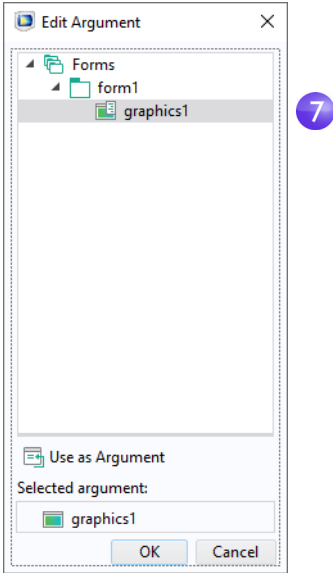 Edit Argument
Forms
form1
graphics1
7
Use as Argument
Selected argument:
graphics1
OK Cancel